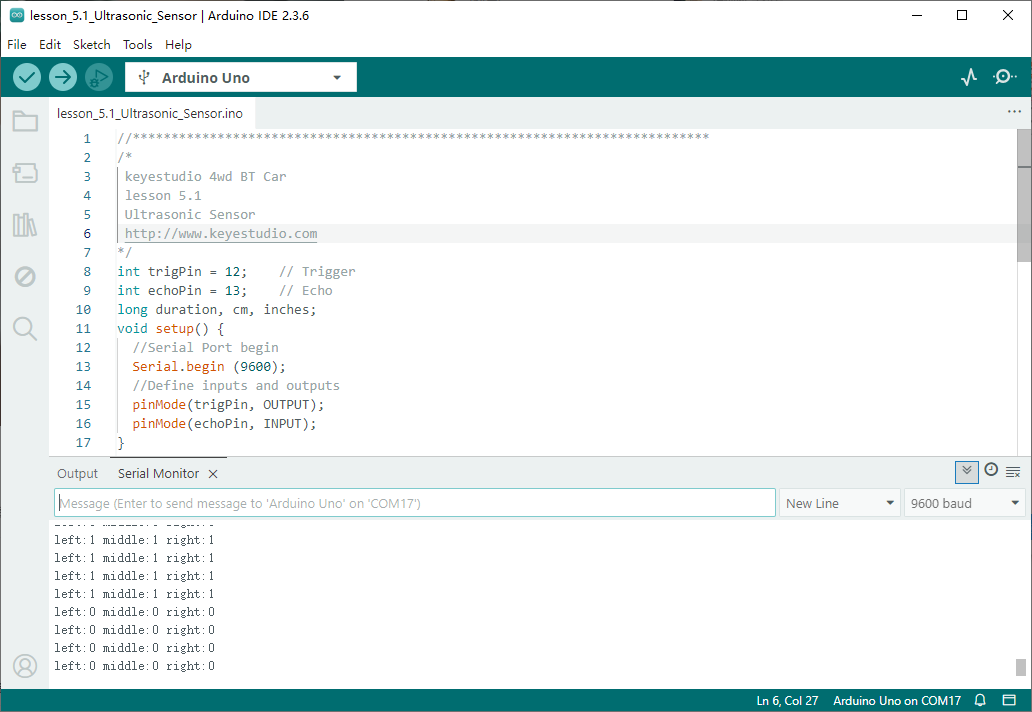 lesson_5.1_Ultrasonic_Sensor | Arduino IDE 2.3.6
File Edit Sketch Tools Help
Arduino Uno
lesson_5.1_Ultrasonic_Sensor.ino
1 //***************************************************************************
2 /*
3 keyestudio 4wd BT Car
4 lesson 5.1
5 Ultrasonic Sensor
6 http://www.keyestudio.com
7 */
8 int trigPin = 12;    // Trigger
9 int echoPin = 13;    // Echo
10 long duration, cm, inches;
11 void setup() {
12 //Serial Port begin
13 Serial.begin (9600);
14 //Define inputs and outputs
15 pinMode(trigPin, OUTPUT);
16 pinMode(echoPin, INPUT);
17 }
Output Serial Monitor
Message (Enter to send message to 'Arduino Uno' on 'COM17') New Line 9600 baud
left:1 middle:1 right:1
left:1 middle:1 right:1
left:1 middle:1 right:1
left:1 middle:1 right:1
left:0 middle:0 right:0
left:0 middle:0 right:0
left:0 middle:0 right:0
left:0 middle:0 right:0
Ln 6, Col 27 Arduino Uno on COM17